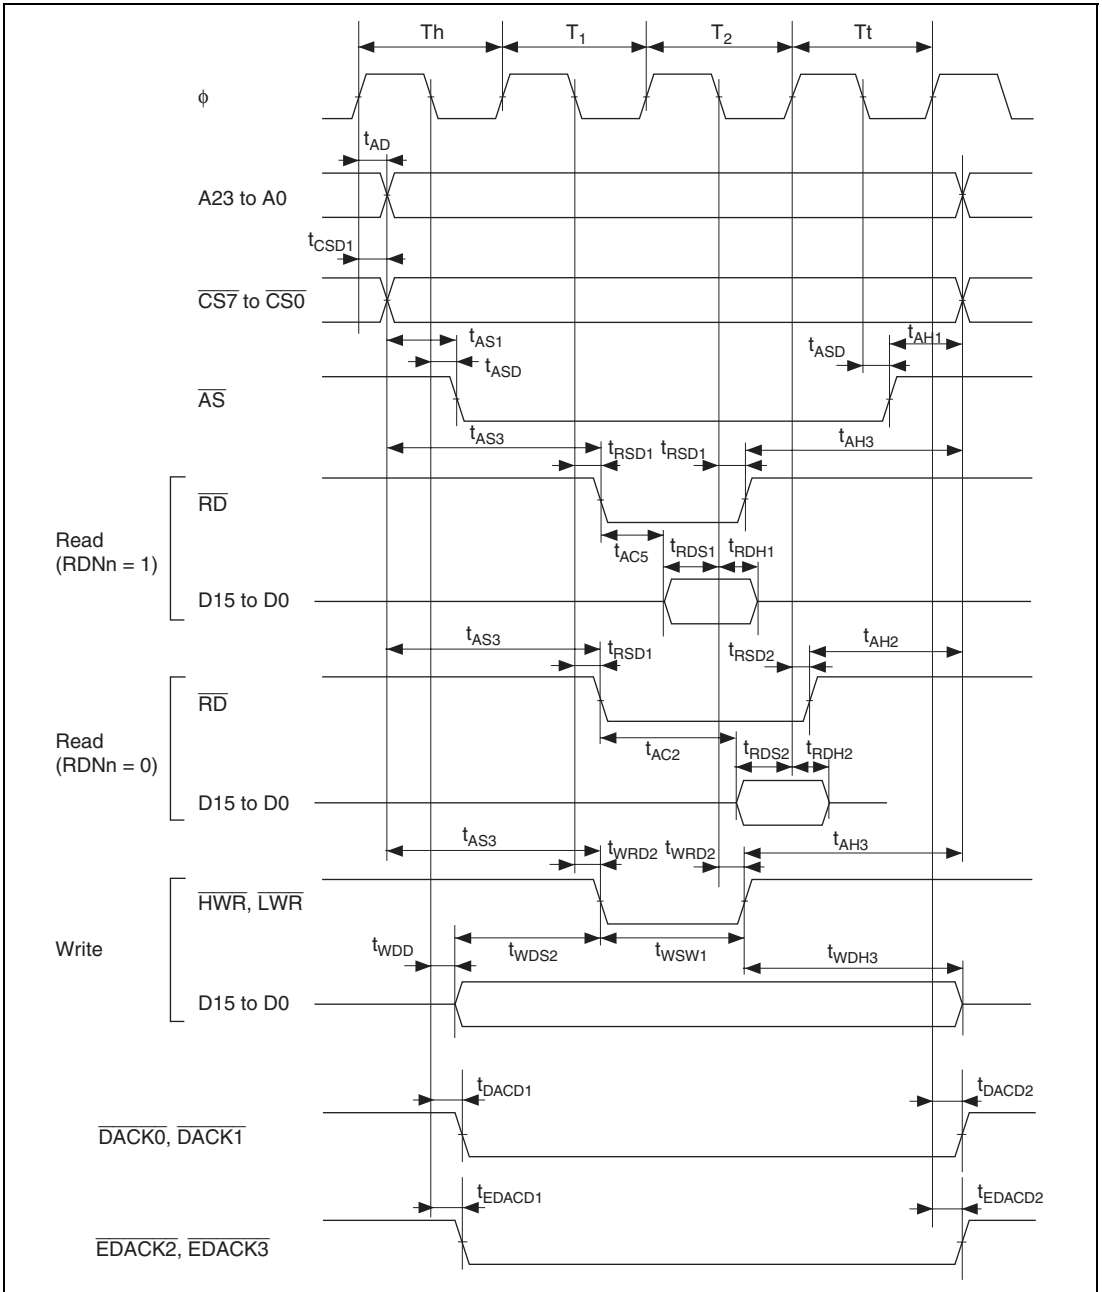 Th T1 T2 Tt
φ
tAD
A23 to A0
tCSD1
CS7 to CS0
tAS1 tAH1
tASD tASD
AS
tAS3 tRSD1 tRSD1 tAH3
RD
Read
(RDNn = 1)
tAC5 tRDS1 tRDH1
D15 to D0
tAS3 tRSD1 tRSD2 tAH2
RD
Read
(RDNn = 0)
tAC2 tRDS2 tRDH2
D15 to D0
tAS3 tWRD2 tWRD2 tAH3
HWR, LWR
Write
tWDD tWDS2 tWSW1 tWDH3
D15 to D0
tDACD1 tDACD2
DACK0, DACK1
tEDACD1 tEDACD2
EDACK2, EDACK3